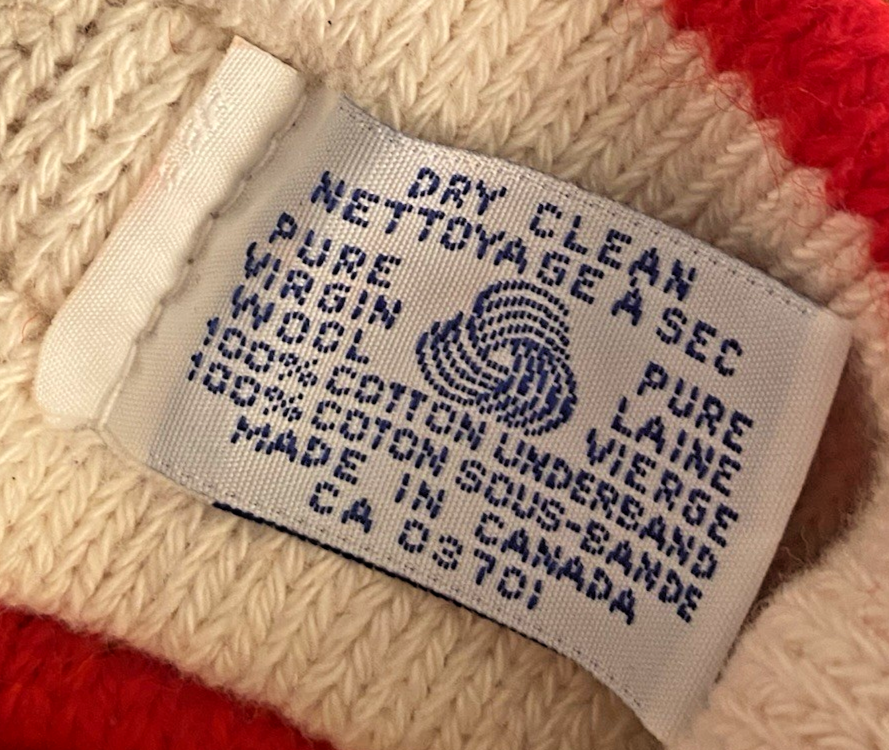 DRY CLEAN
NETTOYAGE À SEC
PURE
VIRGIN
WOOL
PURE
LAINE
VIERGE
100% COTTON UNDERBAND
100% COTON SOUS-BANDE
MADE IN CANADA
CA 03701